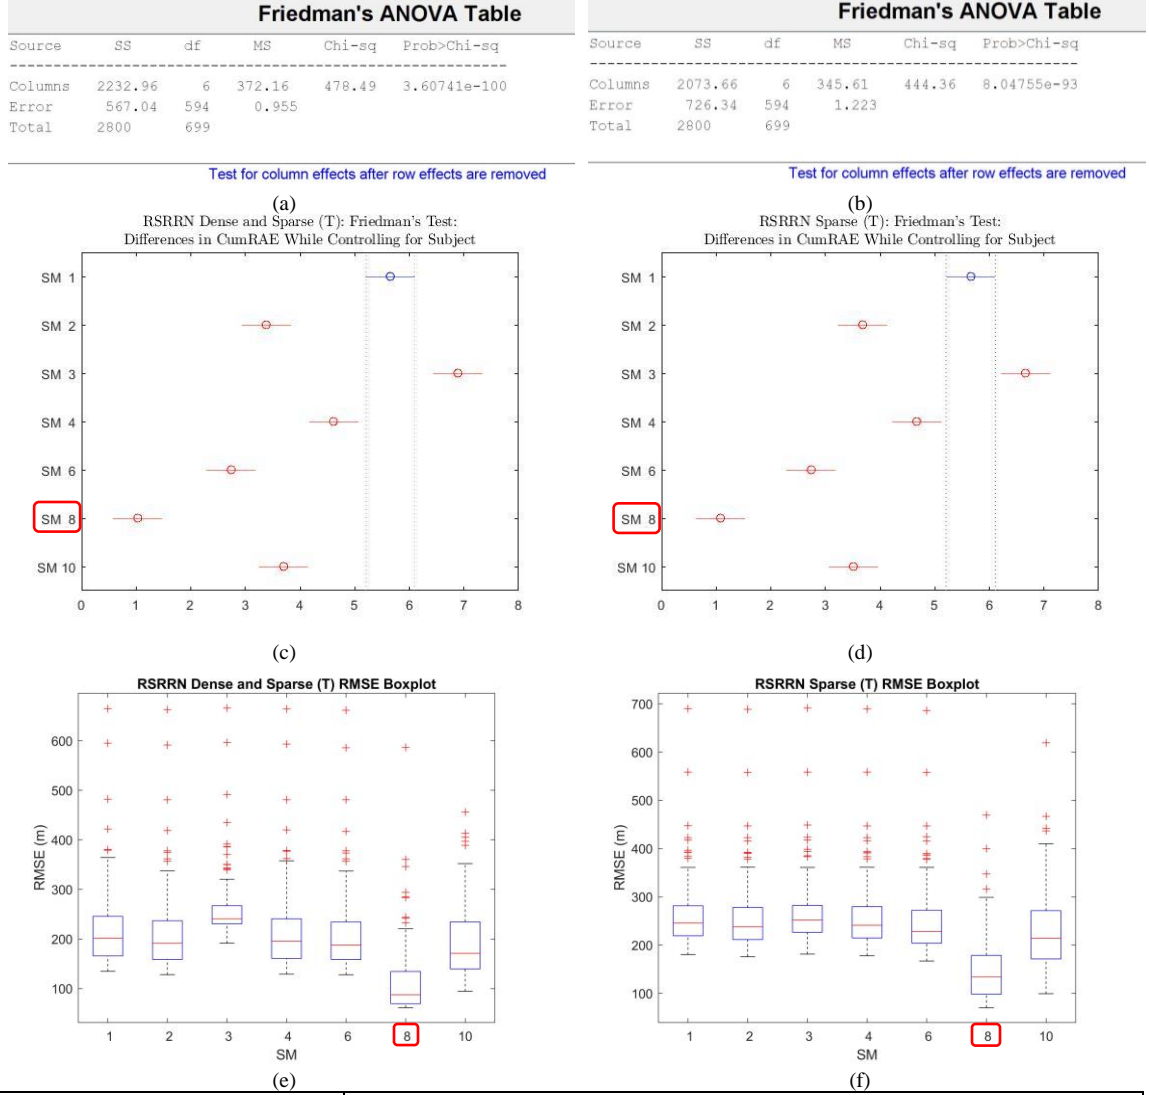 Friedman's ANOVA Table
Source SS df MS Chi-sq Prob>Chi-sq
Columns 2232.96 6 372.16 478.49 3.60741e-100
Error 567.04 594 0.955
Total 2800 699
Test for column effects after row effects are removed
(a)
Friedman's ANOVA Table
Source SS df MS Chi-sq Prob>Chi-sq
Columns 2073.66 6 345.61 444.36 8.04755e-93
Error 726.34 594 1.223
Total 2800 699
Test for column effects after row effects are removed
(b)
RSRRN Dense and Sparse (T): Friedman's Test:
Differences in CumRAE While Controlling for Subject
SM 1
SM 2
SM 3
SM 4
SM 6
SM 8
SM 10
0 1 2 3 4 5 6 7 8
(c)
RSRRN Sparse (T): Friedman's Test:
Differences in CumRAE While Controlling for Subject
SM 1
SM 2
SM 3
SM 4
SM 6
SM 8
SM 10
0 1 2 3 4 5 6 7 8
(d)
RSRRN Dense and Sparse (T) RMSE Boxplot
RMSE (m)
600
500
400
300
200
100
1 2 3 4 6 8 10
SM
(e)
RSRRN Sparse (T) RMSE Boxplot
RMSE (m)
700
600
500
400
300
200
100
1 2 3 4 6 8 10
SM
(f)